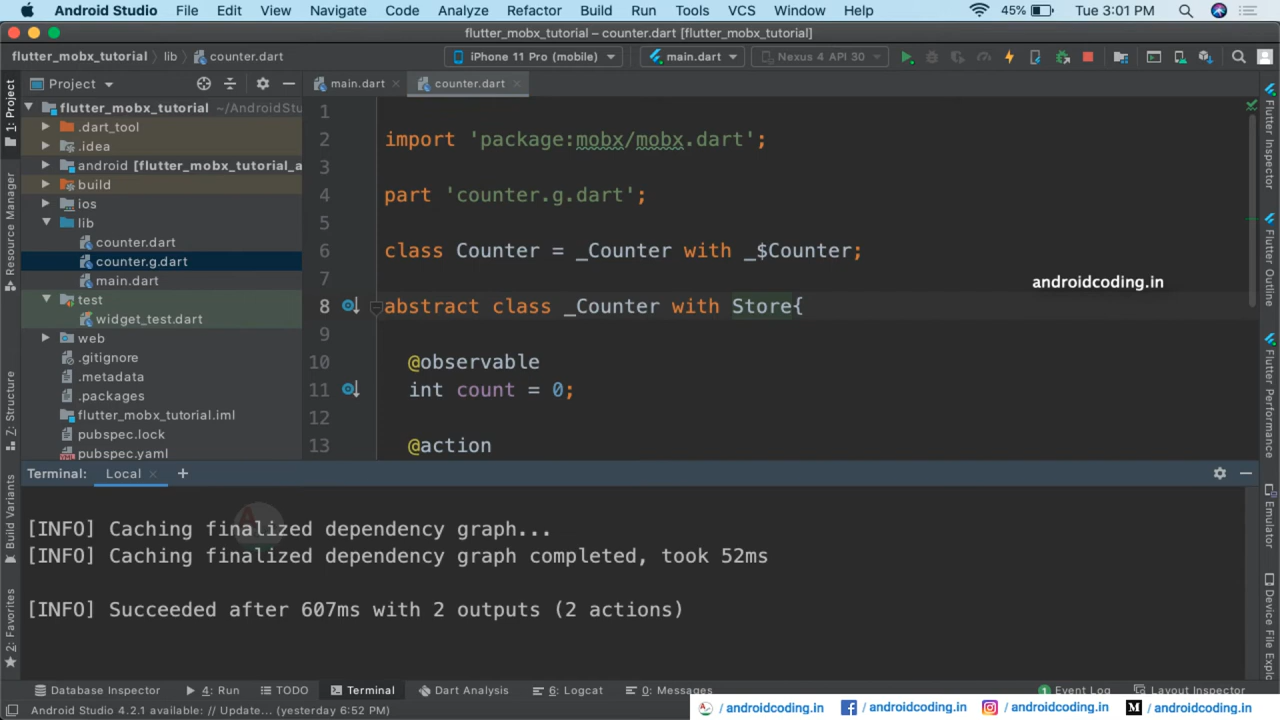 Android Studio File Edit View Navigate Code Analyze Refactor Build Run Tools VCS Window Help 45% Tue 3:01 PM
flutter_mobx_tutorial – counter.dart [flutter_mobx_tutorial]
flutter_mobx_tutorial lib counter.dart iPhone 11 Pro (mobile) main.dart Nexus 4 API 30
Project main.dart counter.dart
1: Project
Resource Manager
Z: Structure
Build Variants
2: Favorites
flutter_mobx_tutorial ~/AndroidStu
.dart_tool
.idea
android [flutter_mobx_tutorial_a
build
ios
lib
counter.dart
counter.g.dart
main.dart
test
widget_test.dart
web
.gitignore
.metadata
.packages
flutter_mobx_tutorial.iml
pubspec.lock
pubspec.yaml
1
2 import 'package:mobx/mobx.dart';
3
4 part 'counter.g.dart';
5
6 class Counter = _Counter with _$Counter;
7
8 abstract class _Counter with Store{
9
10 @observable
11 int count = 0;
12
13 @action
androidcoding.in
Flutter Inspector
Flutter Outline
Flutter Performance
Emulator
Device File Explo
Terminal: Local +
[INFO] Caching finalized dependency graph...
[INFO] Caching finalized dependency graph completed, took 52ms
[INFO] Succeeded after 607ms with 2 outputs (2 actions)
Database Inspector 4: Run TODO Terminal Dart Analysis 6: Logcat 0: Messages 1 Event Log Layout Inspector
Android Studio 4.2.1 available: // Update... (yesterday 6:52 PM)
/ androidcoding.in / androidcoding.in / androidcoding.in / androidcoding.in